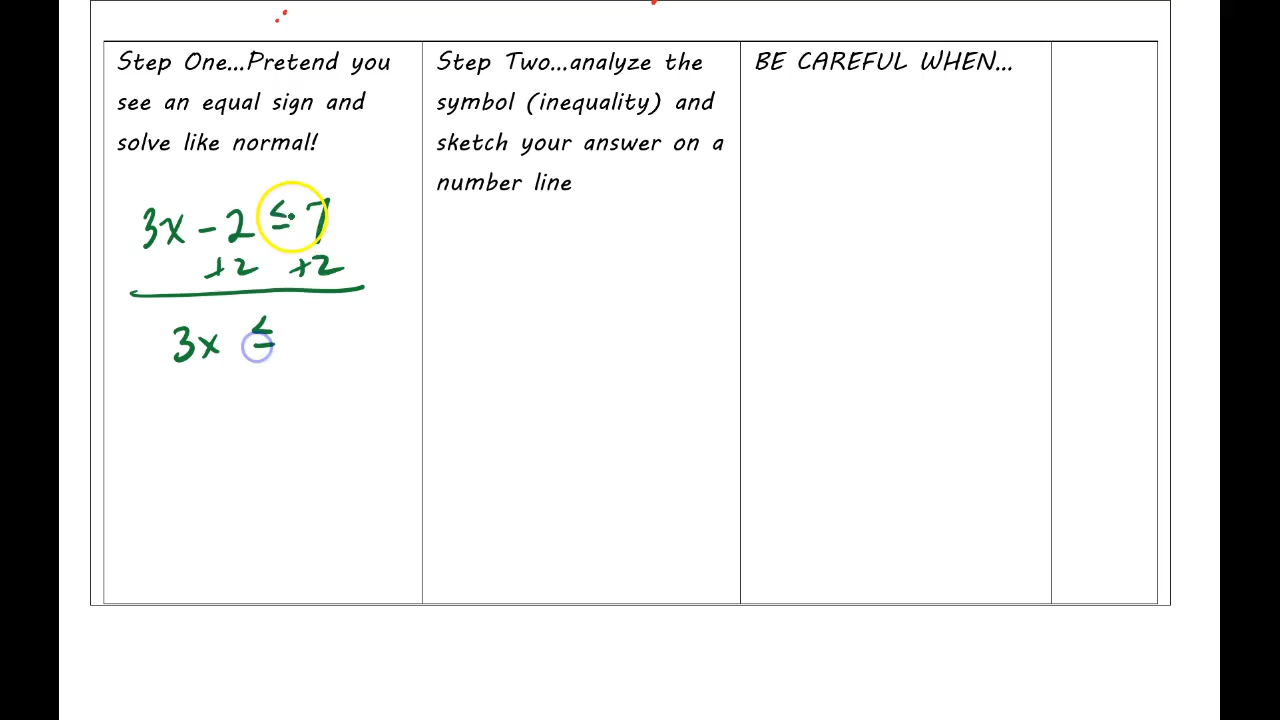 Step One...Pretend you
see an equal sign and
solve like normal!
3x - 2 ≤ 7
+2 +2
3x ≤
Step Two...analyze the
symbol (inequality) and
sketch your answer on a
number line
BE CAREFUL WHEN...